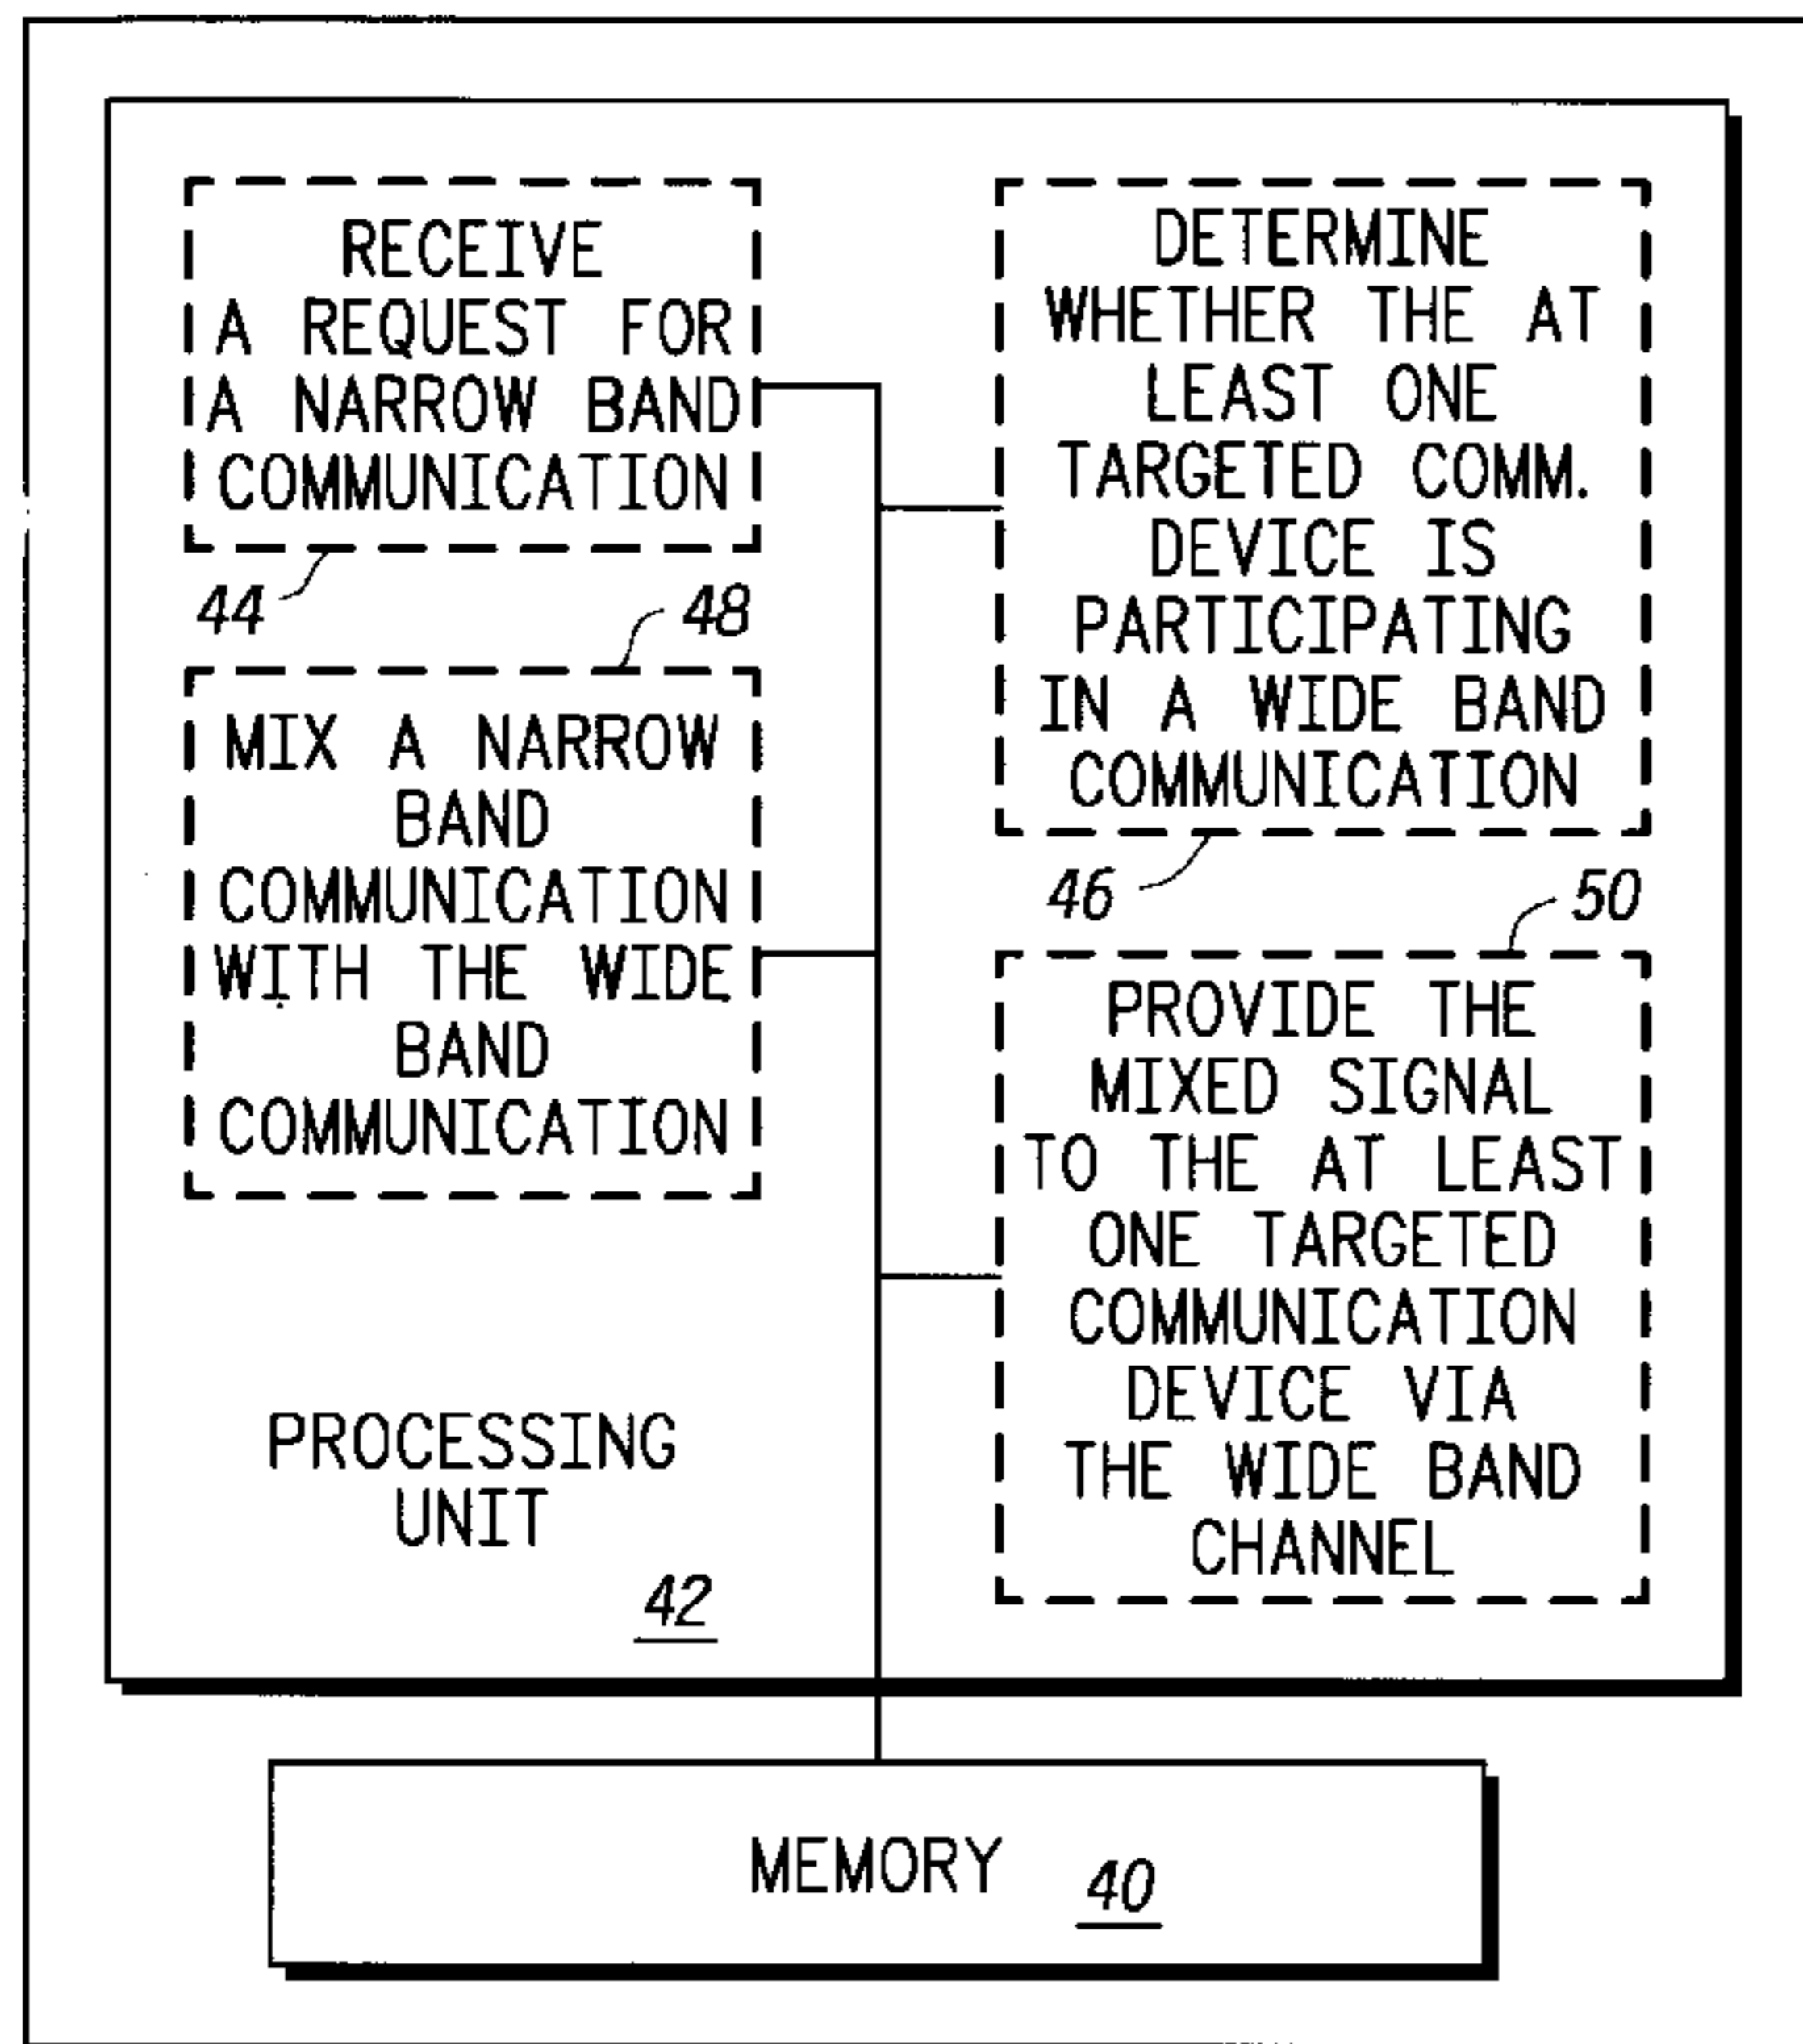 RECEIVE
A REQUEST FOR
A NARROW BAND
COMMUNICATION
44
48
MIX A NARROW
BAND
COMMUNICATION
WITH THE WIDE
BAND
COMMUNICATION
DETERMINE
WHETHER THE AT
LEAST ONE
TARGETED COMM.
DEVICE IS
PARTICIPATING
IN A WIDE BAND
COMMUNICATION
46
50
PROVIDE THE
MIXED SIGNAL
TO THE AT LEAST
ONE TARGETED
COMMUNICATION
DEVICE VIA
THE WIDE BAND
CHANNEL
PROCESSING
UNIT
42
MEMORY 40